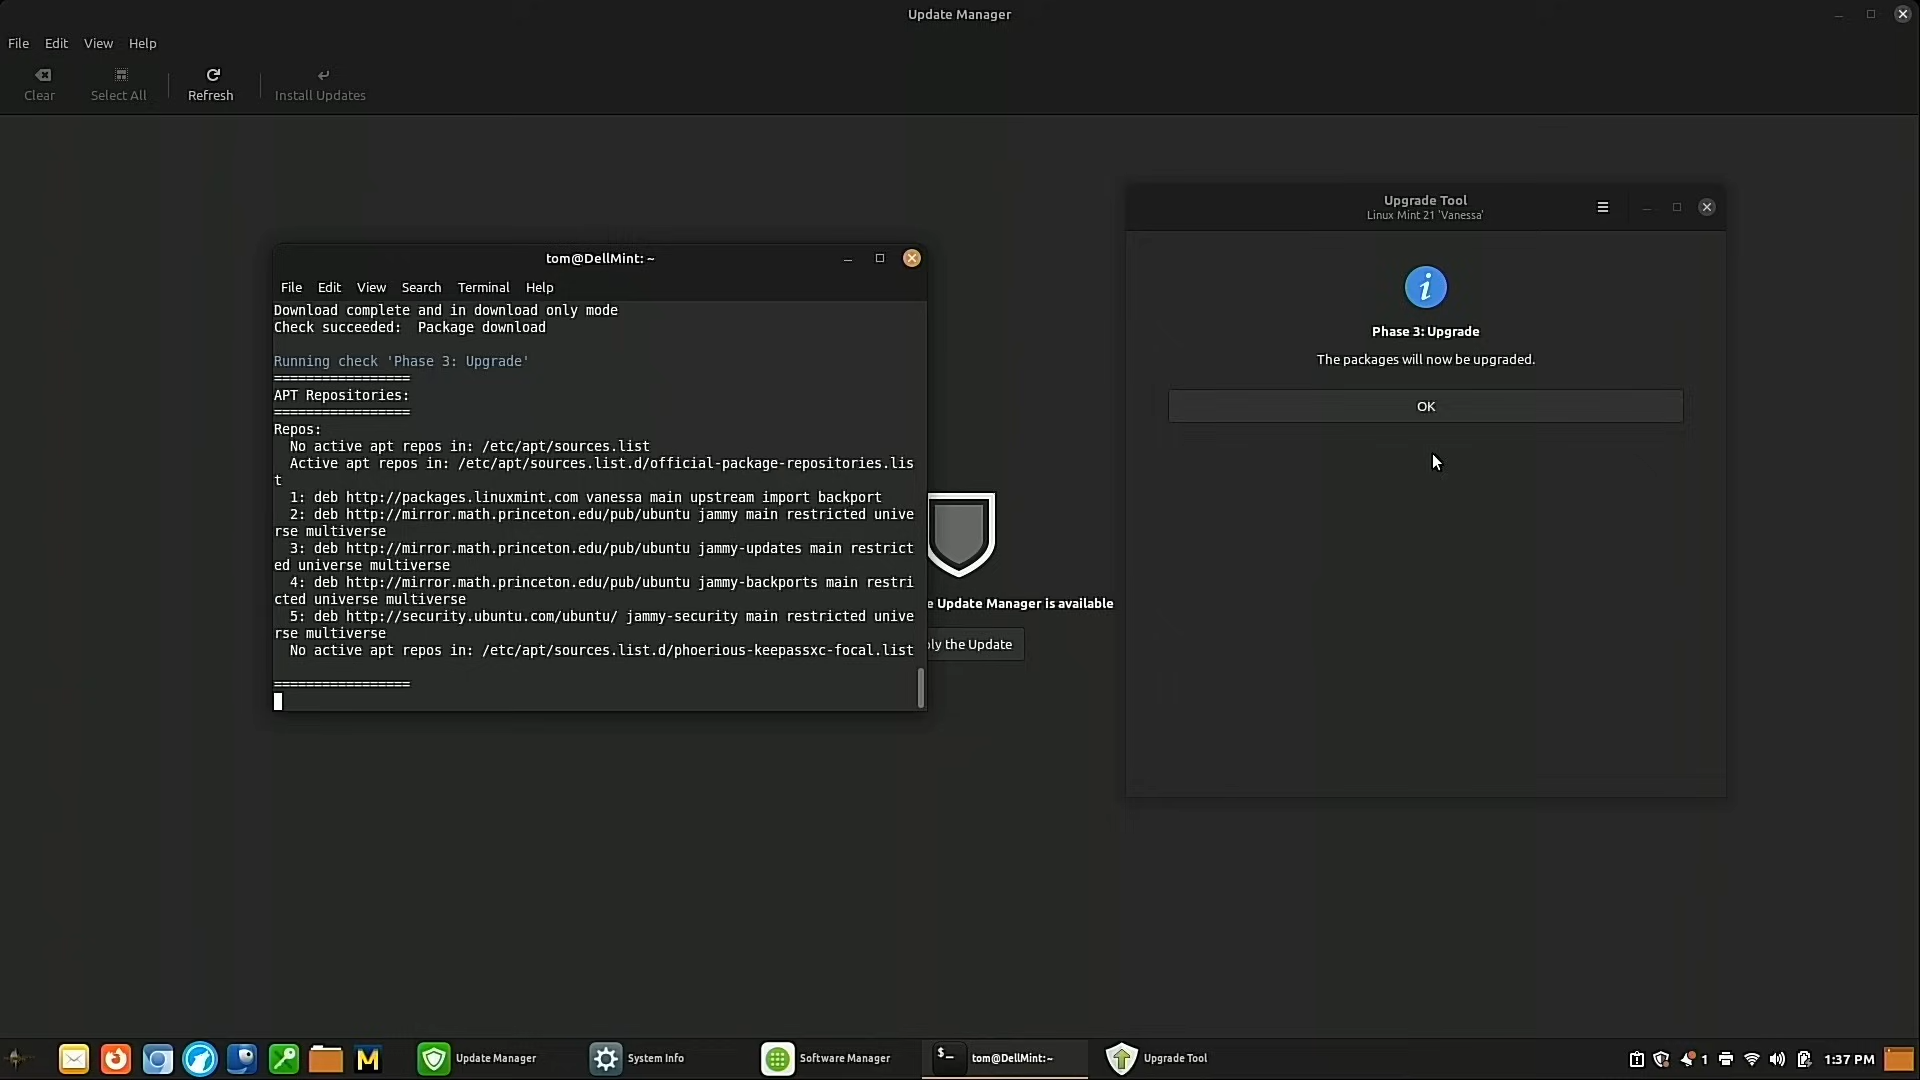 Update Manager
File Edit View Help
Clear Select All Refresh Install Updates
Upgrade Tool
Linux Mint 21 'Vanessa'
Phase 3: Upgrade
The packages will now be upgraded.
OK
tom@DellMint: ~
File Edit View Search Terminal Help
Download complete and in download only mode
Check succeeded:  Package download
Running check 'Phase 3: Upgrade'
=================
APT Repositories:
=================
Repos:
  No active apt repos in: /etc/apt/sources.list
  Active apt repos in: /etc/apt/sources.list.d/official-package-repositories.lis
t
  1: deb http://packages.linuxmint.com vanessa main upstream import backport
  2: deb http://mirror.math.princeton.edu/pub/ubuntu jammy main restricted unive
rse multiverse
  3: deb http://mirror.math.princeton.edu/pub/ubuntu jammy-updates main restrict
ed universe multiverse
  4: deb http://mirror.math.princeton.edu/pub/ubuntu jammy-backports main restri
cted universe multiverse
  5: deb http://security.ubuntu.com/ubuntu/ jammy-security main restricted unive
rse multiverse
  No active apt repos in: /etc/apt/sources.list.d/phoerious-keepassxc-focal.list
=================
e Update Manager is available
ly the Update
Update Manager System Info Software Manager tom@DellMint: ~ Upgrade Tool 1 1:37 PM